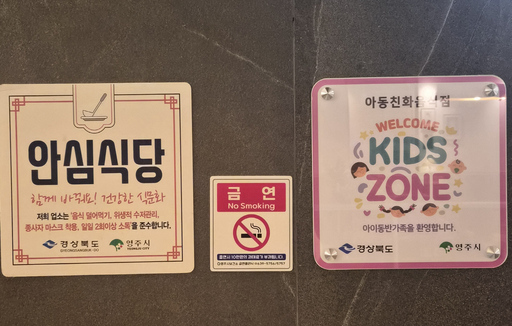 안심식당
함께 바꿔요! 건강한 식문화
저희 업소는 '음식 덜어먹기, 위생적 수저관리,
종사자 마스크 착용, 일일 2회이상 소독'을 준수합니다.
경상북도
GYEONGSANGBUK-DO
영주시
YEONGJU CITY
금 연
No Smoking
아동친화음식점
WELCOME
KIDS
ZONE
아이동반가족을 환영합니다.
경상북도
영주시